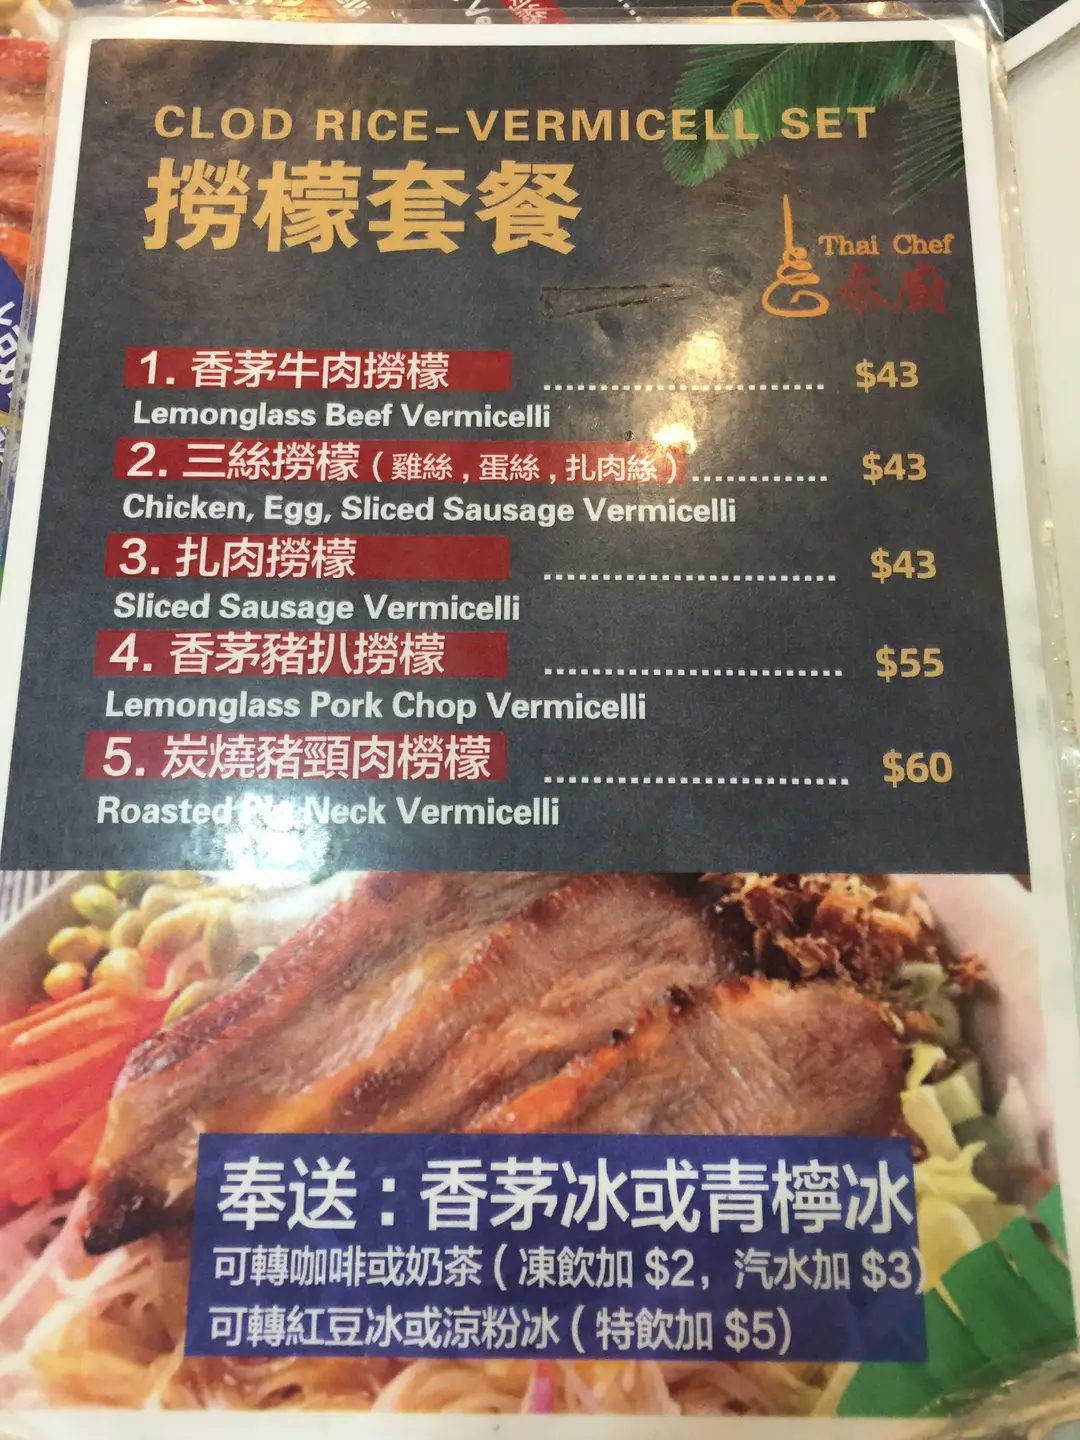 CLOD RICE-VERMICELL SET
撈檬套餐
Thai Chef
泰廚
1. 香茅牛肉撈檬 $43
Lemonglass Beef Vermicelli
2. 三絲撈檬 ( 雞絲 , 蛋絲 , 扎肉絲 ) $43
Chicken, Egg, Sliced Sausage Vermicelli
3. 扎肉撈檬 $43
Sliced Sausage Vermicelli
4. 香茅豬扒撈檬 $55
Lemonglass Pork Chop Vermicelli
5. 炭燒豬頸肉橯檬 $60
Roasted Pig Neck Vermicelli
奉送 : 香茅冰或青檸冰
可轉咖啡或奶茶 ( 凍飲加 $2, 汽水加 $3)
可轉紅豆冰或涼粉冰 ( 特飲加 $5)